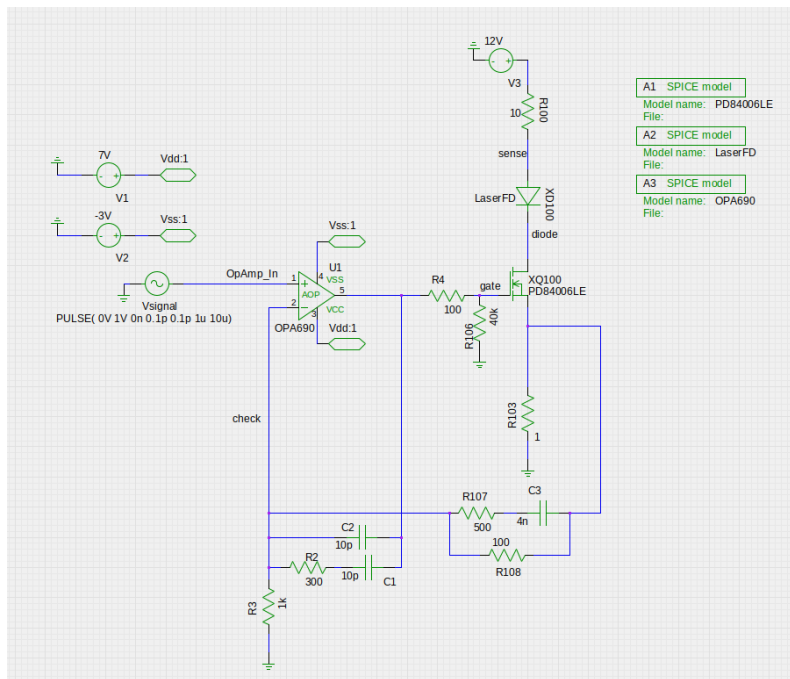 12V
V3
R100
10
sense
A1 SPICE model
Model name: PD84006LE
File:
A2 SPICE model
Model name: LaserFD
File:
A3 SPICE model
Model name: OPA690
File:
7V
Vdd:1
V1
-3V
Vss:1
V2
LaserFD
XD100
diode
Vss:1
OpAmp_In
U1
1
4
VSS
AOP
5
2
VCC
3
OPA690
Vdd:1
Vsignal
PULSE( 0V 1V 0n 0.1p 0.1p 1u 10u)
R4
100
gate
XQ100
PD84006LE
R106
40k
check
R103
1
R107
500
C3
4n
100
R108
C2
10p
R2
300
10p
C1
R3
1k